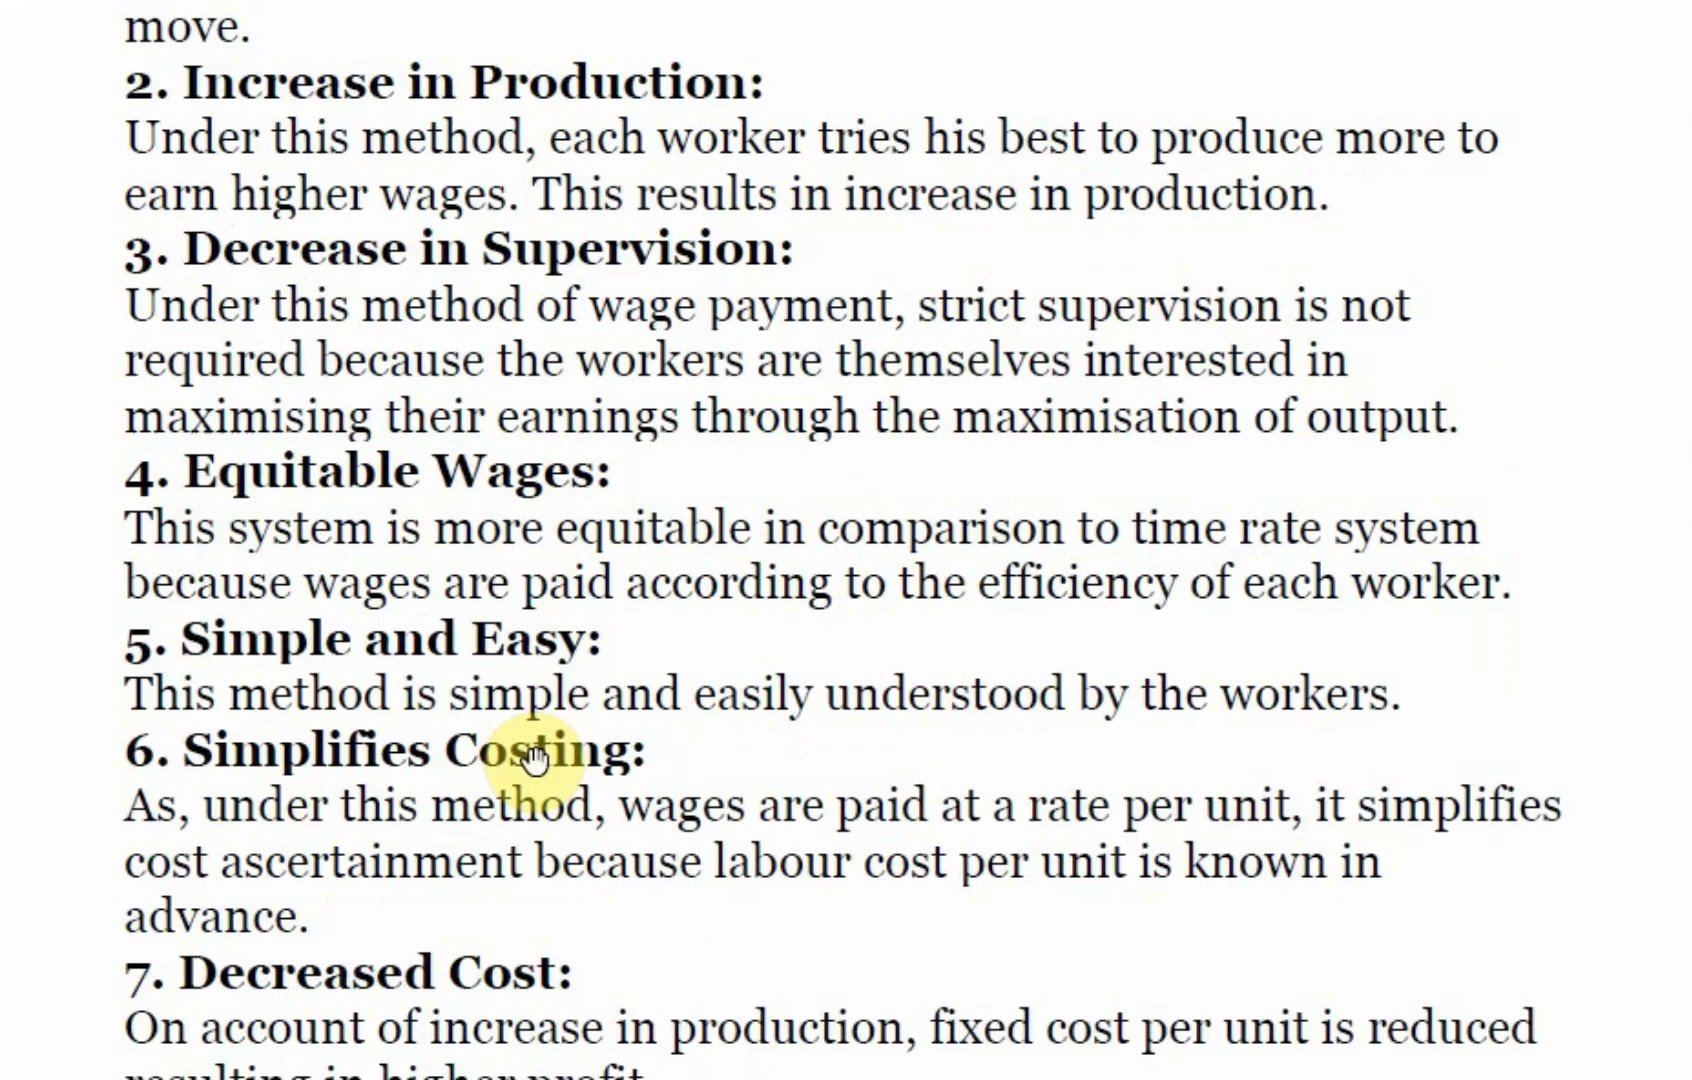 move.
2. Increase in Production:
Under this method, each worker tries his best to produce more to
earn higher wages. This results in increase in production.
3. Decrease in Supervision:
Under this method of wage payment, strict supervision is not
required because the workers are themselves interested in
maximising their earnings through the maximisation of output.
4. Equitable Wages:
This system is more equitable in comparison to time rate system
because wages are paid according to the efficiency of each worker.
5. Simple and Easy:
This method is simple and easily understood by the workers.
6. Simplifies Costing:
As, under this method, wages are paid at a rate per unit, it simplifies
cost ascertainment because labour cost per unit is known in
advance.
7. Decreased Cost:
On account of increase in production, fixed cost per unit is reduced
resulting in higher profit.